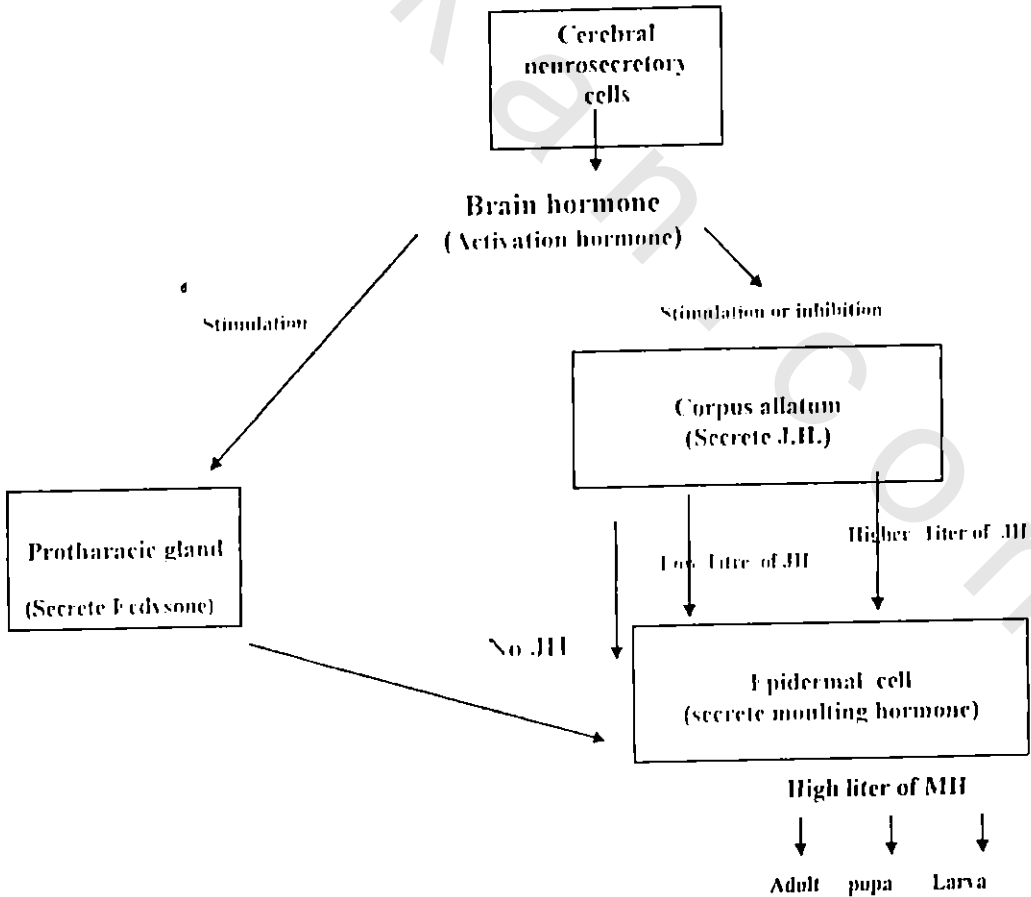 Cerebral
neurosecretory
cells
Brain hormone
(Activation hormone)
Stimulation
Stimulation or inhibition
Corpus allatum
(Secrete J.H.)
Protharacic gland
(Secrete Ecdysone)
Higher Titer of JH
Low Titre of JH
No JH
Epidermal cell
(secrete moulting hormone)
High liter of MH
Adult pupa Larva
k a n . c o n